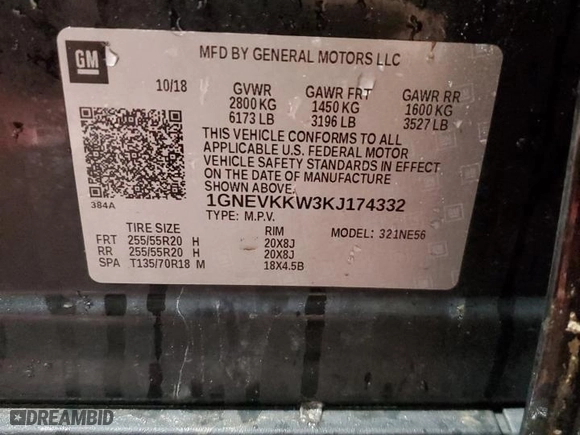 GM
MFD BY GENERAL MOTORS LLC
10/18 GVWR GAWR FRT GAWR RR
2800 KG 1450 KG 1600 KG
6173 LB 3196 LB 3527 LB
THIS VEHICLE CONFORMS TO ALL
APPLICABLE U.S. FEDERAL MOTOR
VEHICLE SAFETY STANDARDS IN EFFECT
ON THE DATE OF MANUFACTURE
SHOWN ABOVE.
384A
1GNEVKKW3KJ174332
TYPE: M.P.V.
TIRE SIZE RIM MODEL: 321NE56
FRT 255/55R20 H 20X8J
RR 255/55R20 H 20X8J
SPA T135/70R18 M 18X4.5B
DREAMBID